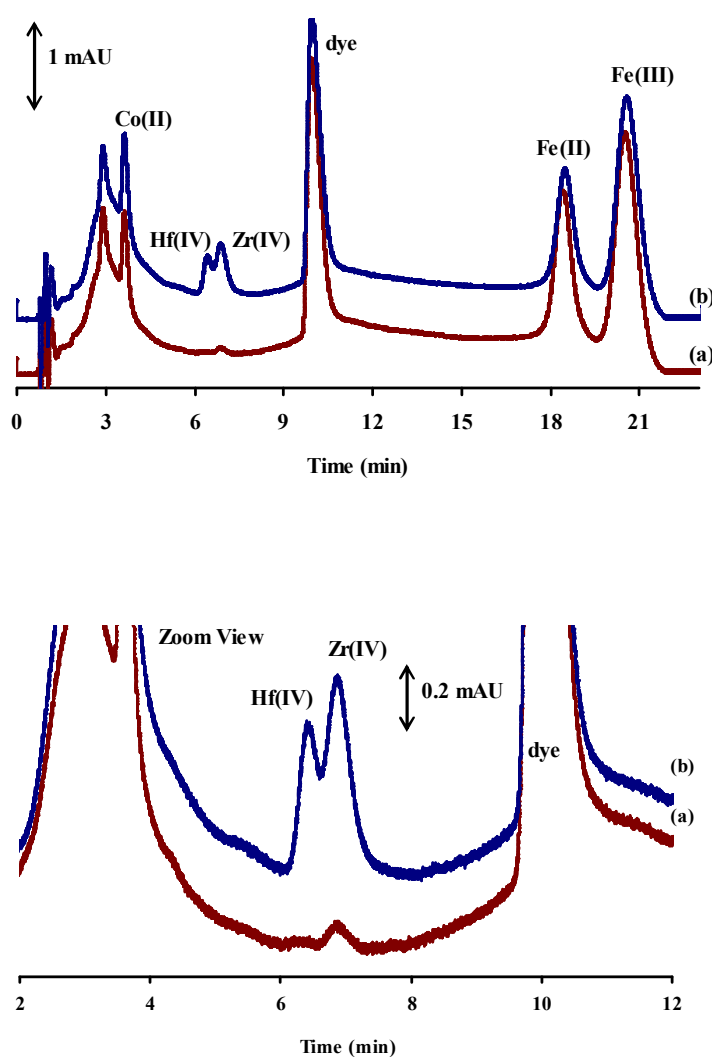 1 mAU
dye
Fe(III)
Co(II)
Fe(II)
Hf(IV)
Zr(IV)
(b)
(a)
0 3 6 9 12 15 18 21
Time (min)
Zoom View
Zr(IV)
Hf(IV)
0.2 mAU
dye
(b)
(a)
2 4 6 8 10 12
Time (min)